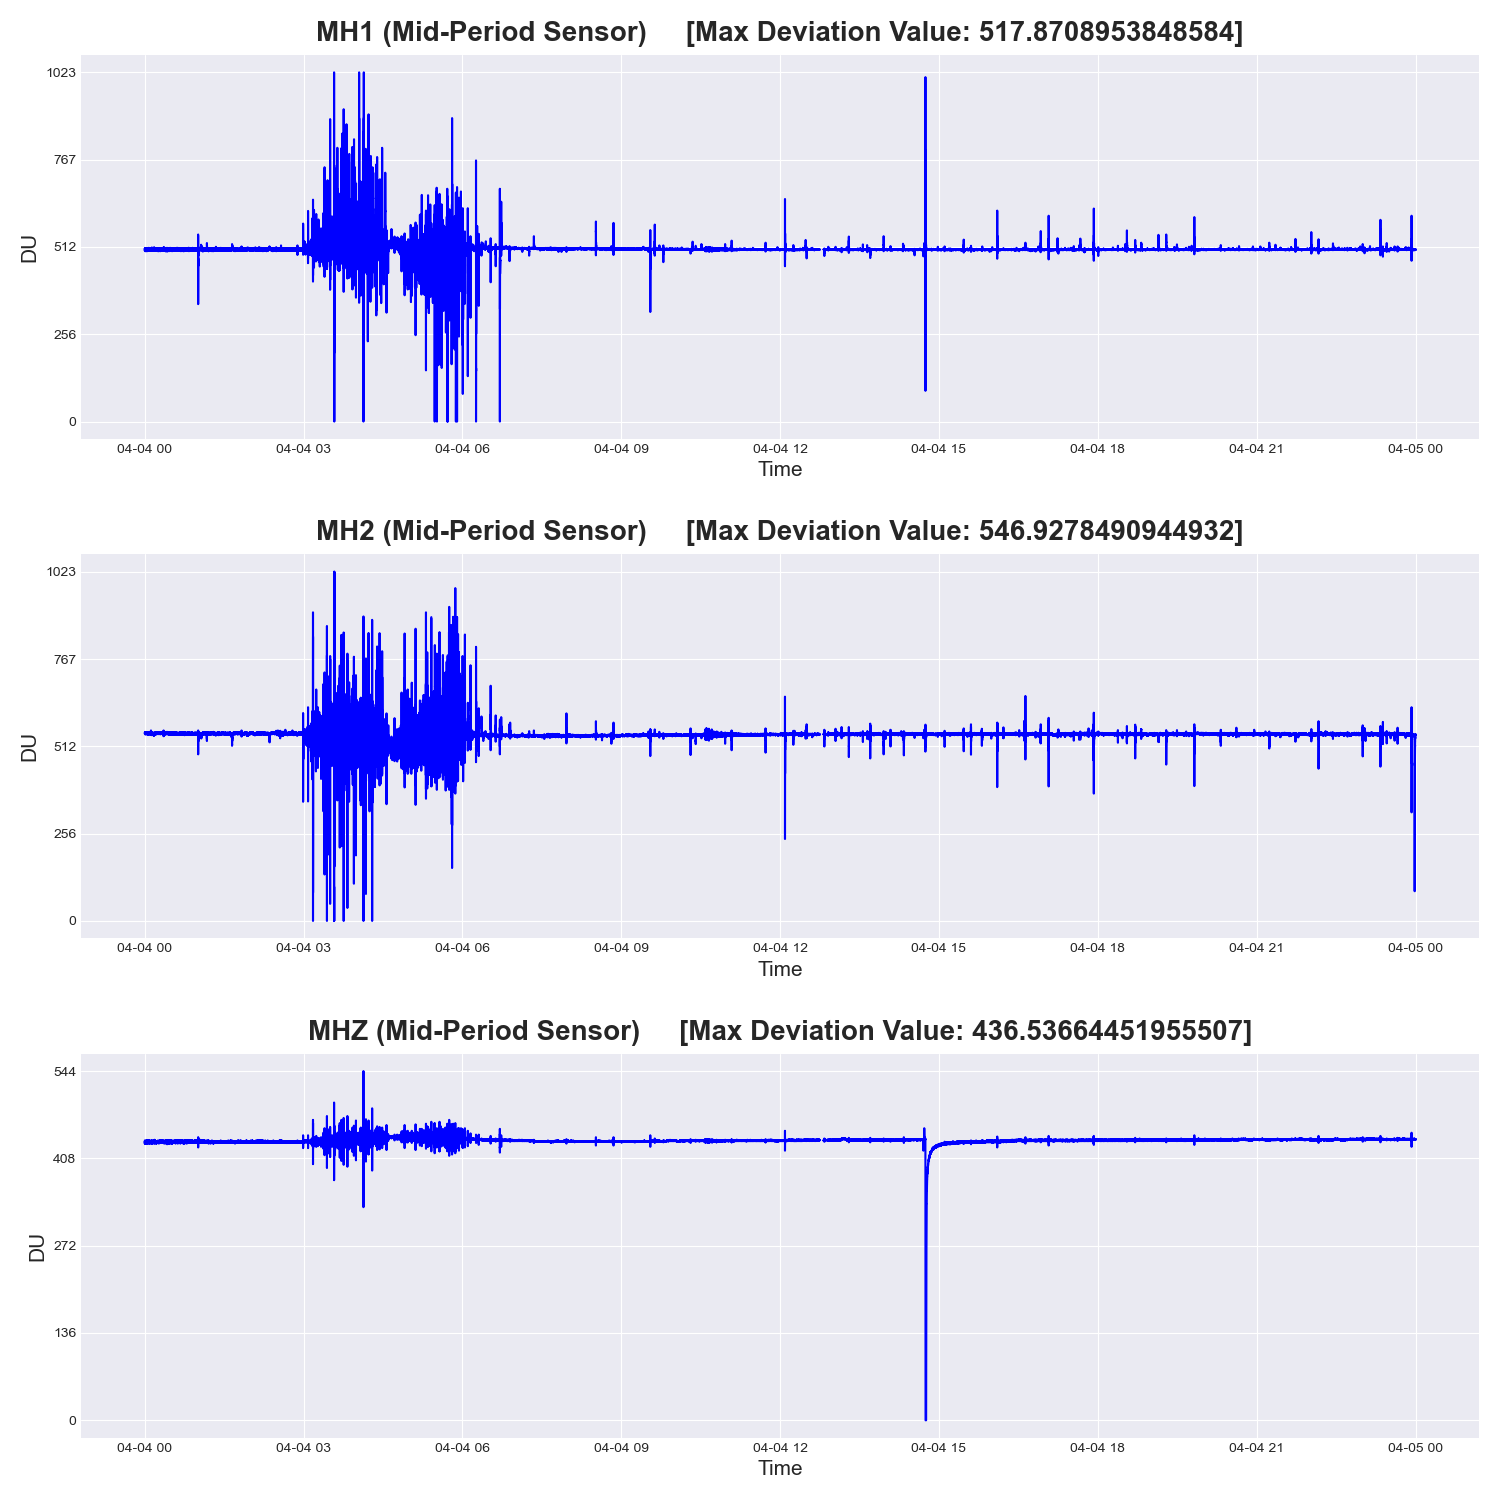 MH1 (Mid-Period Sensor) [Max Deviation Value: 517.8708953848584]
1023
767
512
256
0
DU
04-04 00 04-04 03 04-04 06 04-04 09 04-04 12 04-04 15 04-04 18 04-04 21 04-05 00
Time
MH2 (Mid-Period Sensor) [Max Deviation Value: 546.9278490944932]
1023
767
512
256
0
DU
04-04 00 04-04 03 04-04 06 04-04 09 04-04 12 04-04 15 04-04 18 04-04 21 04-05 00
Time
MHZ (Mid-Period Sensor) [Max Deviation Value: 436.53664451955507]
544
408
272
136
0
DU
04-04 00 04-04 03 04-04 06 04-04 09 04-04 12 04-04 15 04-04 18 04-04 21 04-05 00
Time